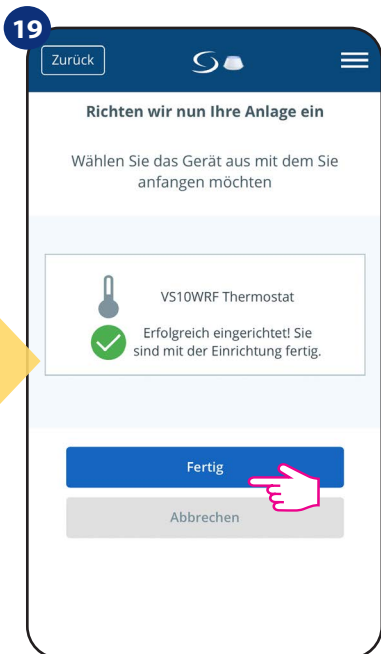 19
Zurück
Richten wir nun Ihre Anlage ein
Wählen Sie das Gerät aus mit dem Sie
anfangen möchten
VS10WRF Thermostat
Erfolgreich eingerichtet! Sie
sind mit der Einrichtung fertig.
Fertig
Abbrechen